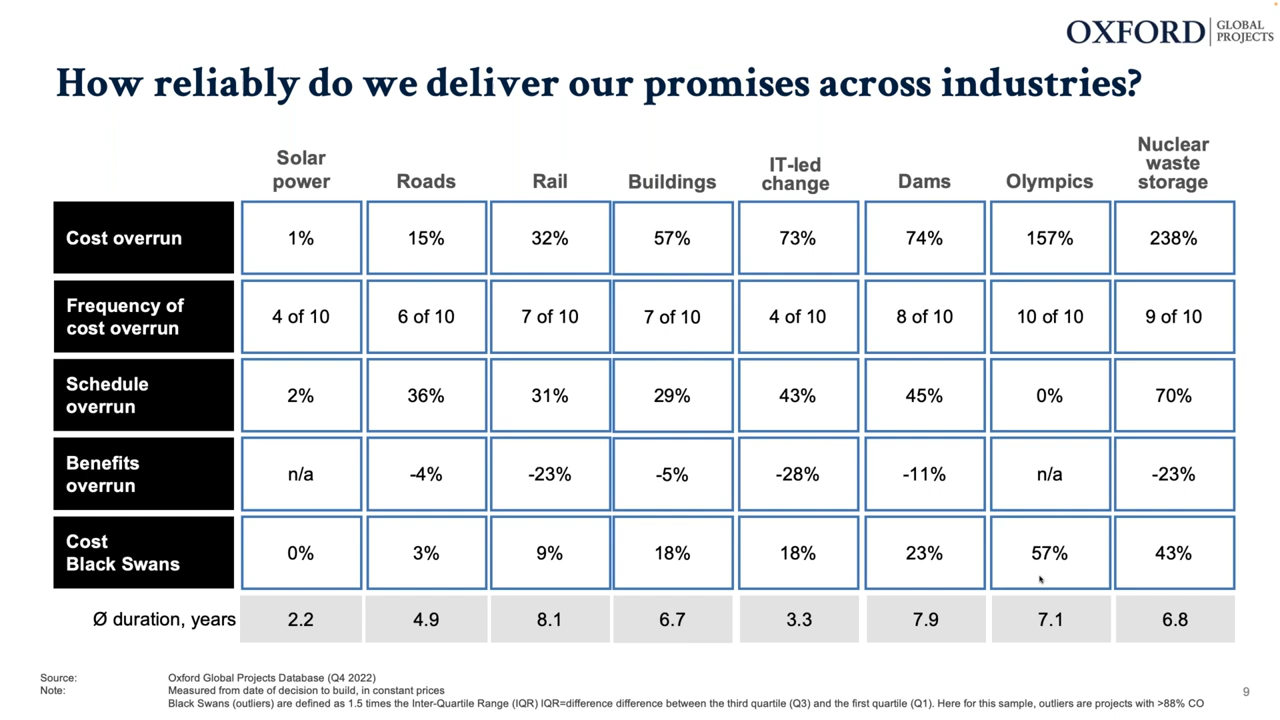 OXFORD GLOBAL
PROJECTS
How reliably do we deliver our promises across industries?
Solar
power
Roads
Rail
Buildings
IT-led
change
Dams
Olympics
Nuclear
waste
storage
Cost overrun 1% 15% 32% 57% 73% 74% 157% 238%
Frequency of
cost overrun 4 of 10 6 of 10 7 of 10 7 of 10 4 of 10 8 of 10 10 of 10 9 of 10
Schedule
overrun 2% 36% 31% 29% 43% 45% 0% 70%
Benefits
overrun n/a -4% -23% -5% -28% -11% n/a -23%
Cost
Black Swans 0% 3% 9% 18% 18% 23% 57% 43%
Ø duration, years 2.2 4.9 8.1 6.7 3.3 7.9 7.1 6.8
Source: Oxford Global Projects Database (Q4 2022)
Note: Measured from date of decision to build, in constant prices
Black Swans (outliers) are defined as 1.5 times the Inter-Quartile Range (IQR) IQR=difference difference between the third quartile (Q3) and the first quartile (Q1). Here for this sample, outliers are projects with >88% CO
9